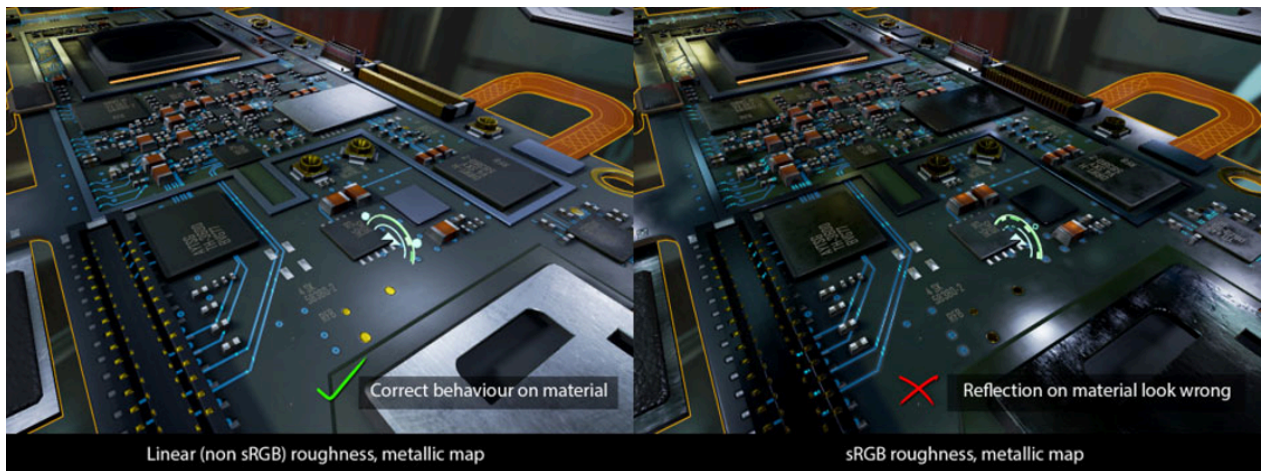 Correct behaviour on material
Reflection on material look wrong
Linear (non sRGB) roughness, metallic map
sRGB roughness, metallic map